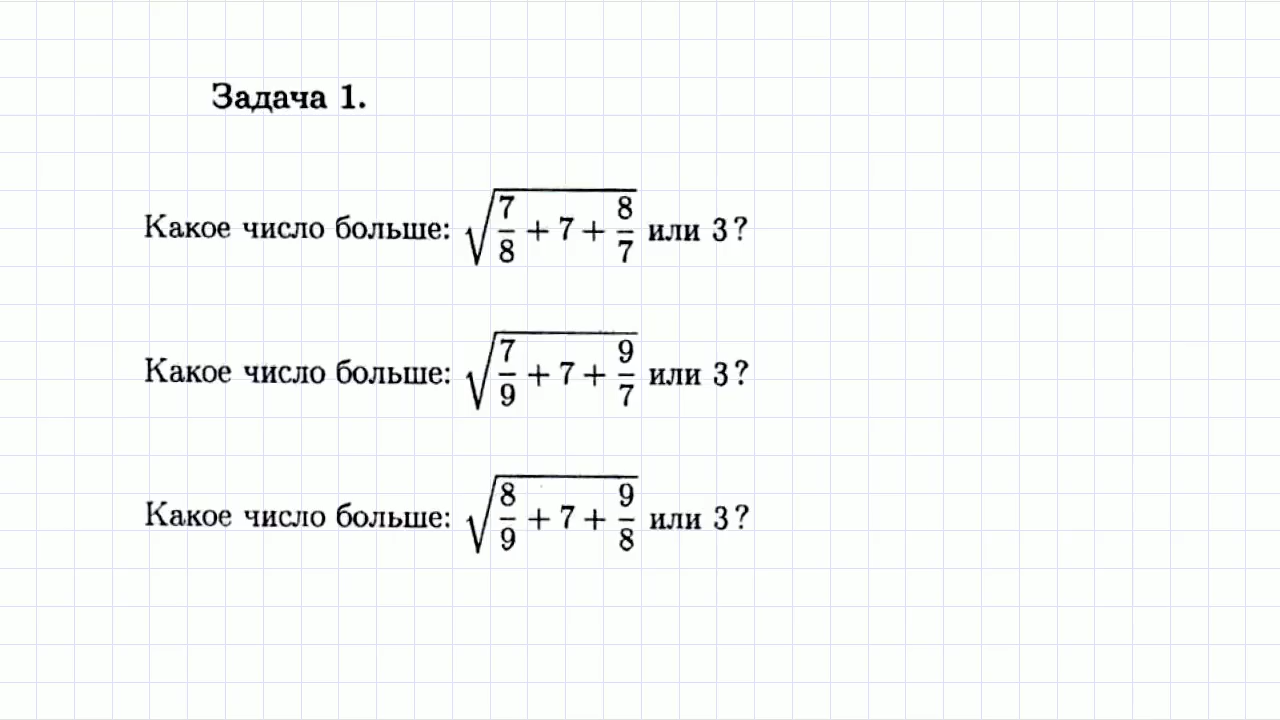 Задача 1.
Какое число больше: √(7/8 + 7 + 8/7) или 3?
Какое число больше: √(7/9 + 7 + 9/7) или 3?
Какое число больше: √(8/9 + 7 + 9/8) или 3?